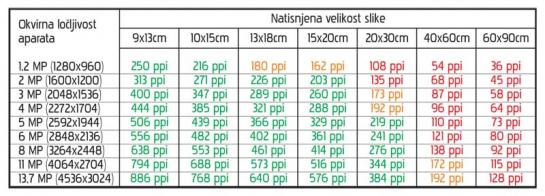 Okvirna ločljivost aparata Natisnjena velikost slike
9x13cm 10x15cm 13x18cm 15x20cm 20x30cm 40x60cm 60x90cm
1.2 MP (1280x960) 250 ppi 216 ppi 180 ppi 162 ppi 108 ppi 54 ppi 36 ppi
2 MP (1600x1200) 313 ppi 271 ppi 226 ppi 203 ppi 135 ppi 68 ppi 45 ppi
3 MP (2048x1536) 400 ppi 347 ppi 289 ppi 260 ppi 173 ppi 87 ppi 58 ppi
4 MP (2272x1704) 444 ppi 385 ppi 321 ppi 288 ppi 192 ppi 96 ppi 64 ppi
5 MP (2592x1944) 506 ppi 439 ppi 366 ppi 329 ppi 219 ppi 110 ppi 73 ppi
6 MP (2848x2136) 556 ppi 482 ppi 402 ppi 361 ppi 241 ppi 121 ppi 80 ppi
8 MP (3264x2448) 638 ppi 553 ppi 461 ppi 414 ppi 276 ppi 138 ppi 92 ppi
11 MP (4064x2704) 794 ppi 688 ppi 573 ppi 516 ppi 344 ppi 172 ppi 115 ppi
13,7 MP (4536x3024) 886 ppi 768 ppi 640 ppi 576 ppi 384 ppi 192 ppi 128 ppi